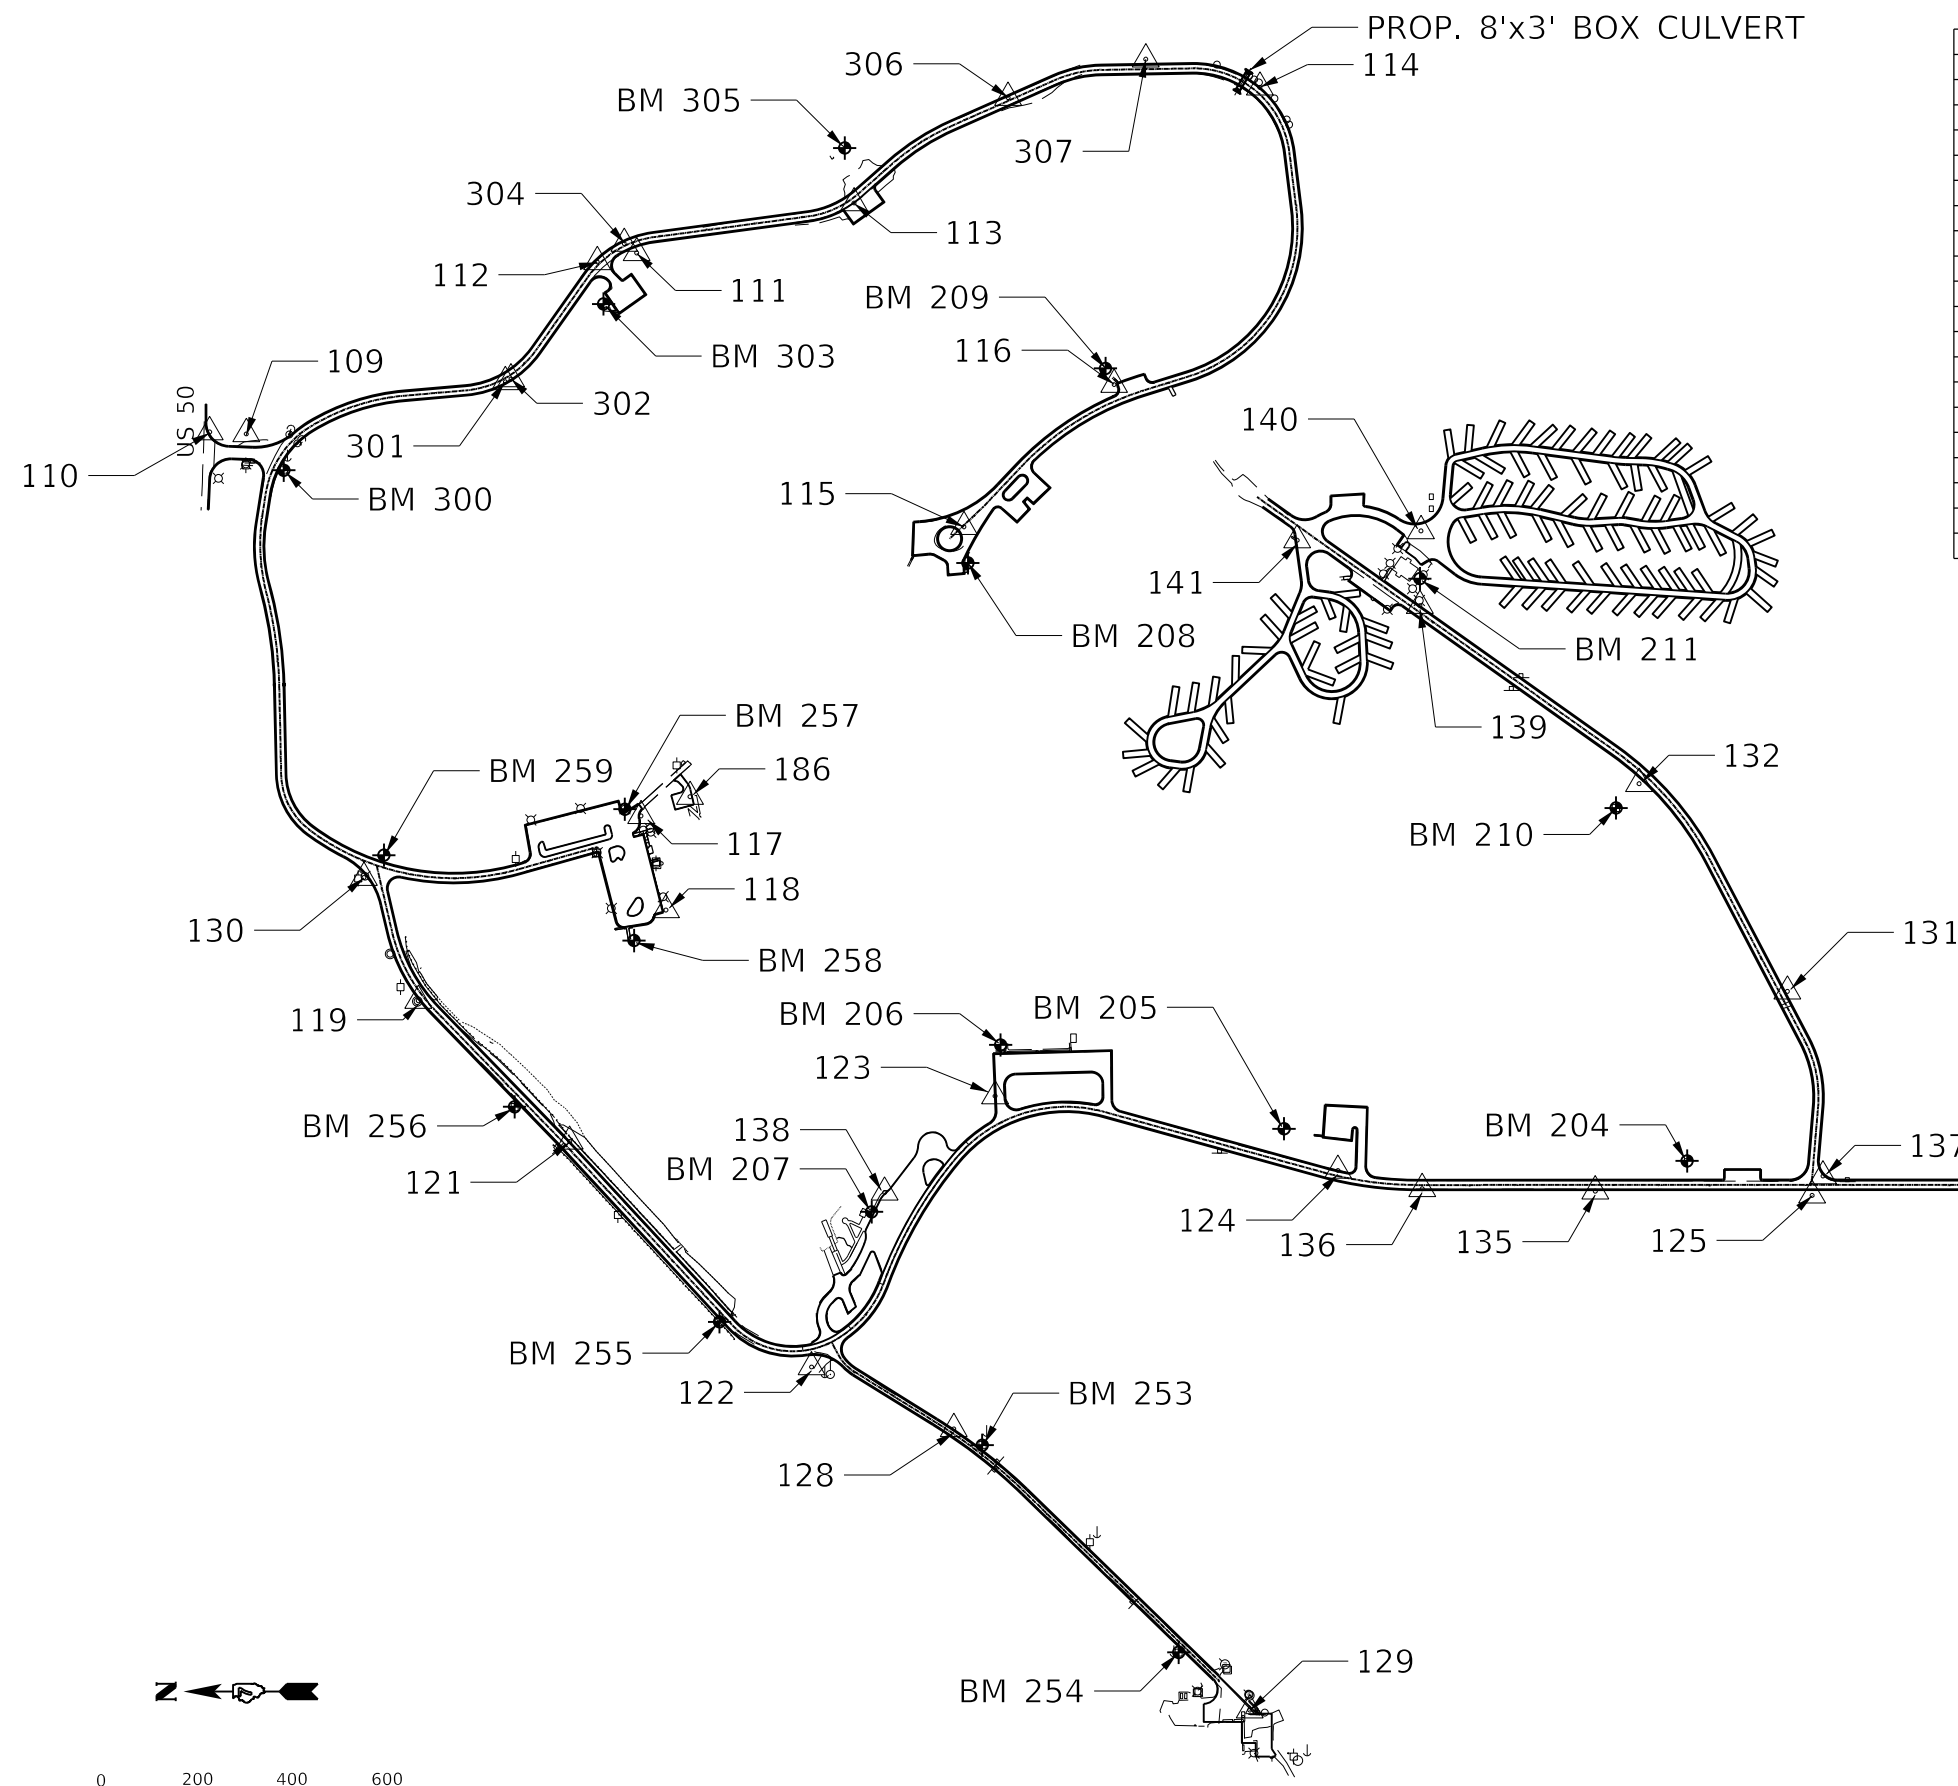 PROP. 8'x3' BOX CULVERT
306
114
BM 305
307
304
113
112
111
BM 209
BM 303
116
109
302
US 50
140
301
110
BM 300
115
141
BM 208
BM 211
BM 257
139
BM 259
186
132
117
BM 210
118
130
131
BM 258
BM 206
BM 205
119
123
BM 256
138
BM 204
137
BM 207
121
124
136
135
125
BM 255
122
BM 253
128
129
BM 254
N
0
200
400
600